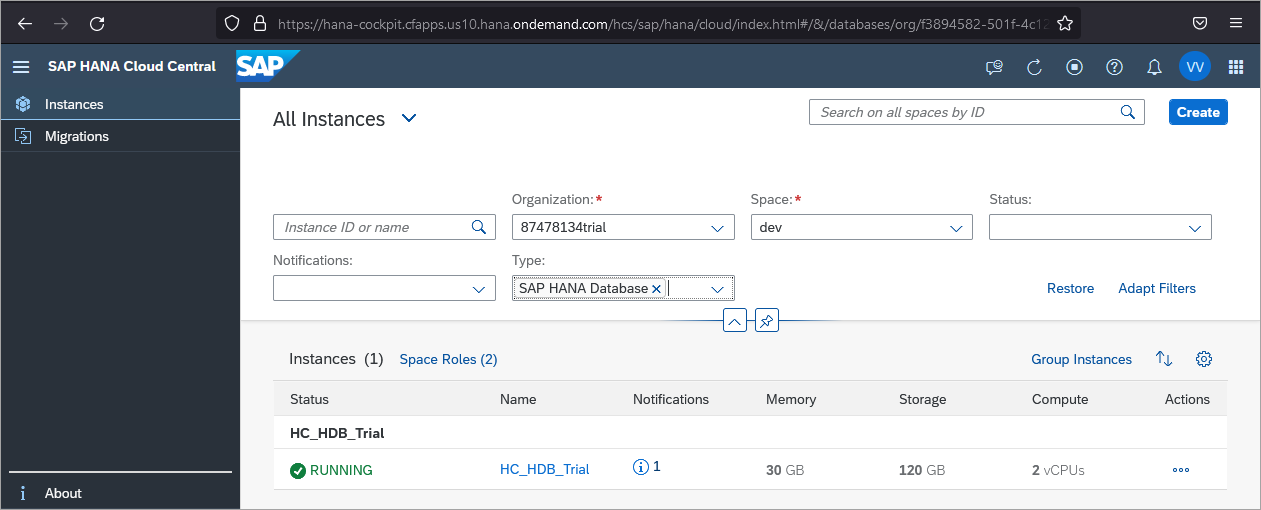 https://hana-cockpit.cfapps.us10.hana.ondemand.com/hcs/sap/hana/cloud/index.html#/&/databases/org/f3894582-501f-4c12
SAP HANA Cloud Central SAP VV
Instances
Migrations
All Instances
Search on all spaces by ID
Create
Organization:* Space:* Status:
Instance ID or name 87478134trial dev
Notifications: Type:
SAP HANA Database
Restore Adapt Filters
Instances (1) Space Roles (2) Group Instances
Status Name Notifications Memory Storage Compute Actions
HC_HDB_Trial
RUNNING HC_HDB_Trial 1 30 GB 120 GB 2 vCPUs
About